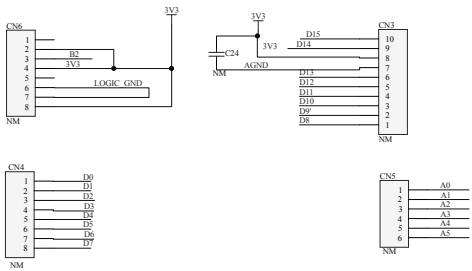 CN6
3V3
1
2
3 B2
4 3V3
5
6 LOGIC_GND
7
8
NM
3V3
CN3
D15 10
D14 9
C24 3V3 8
NM AGND 7
D13 6
D12 5
D11 4
D10 3
D9' 2
D8 1
NM
CN4
1 D0
2 D1
3 D2
4 D3
5 D4
6 D5
7 D6
8 D7
NM
CN5
1 A0
2 A1
3 A2
4 A3
5 A4
6 A5
NM